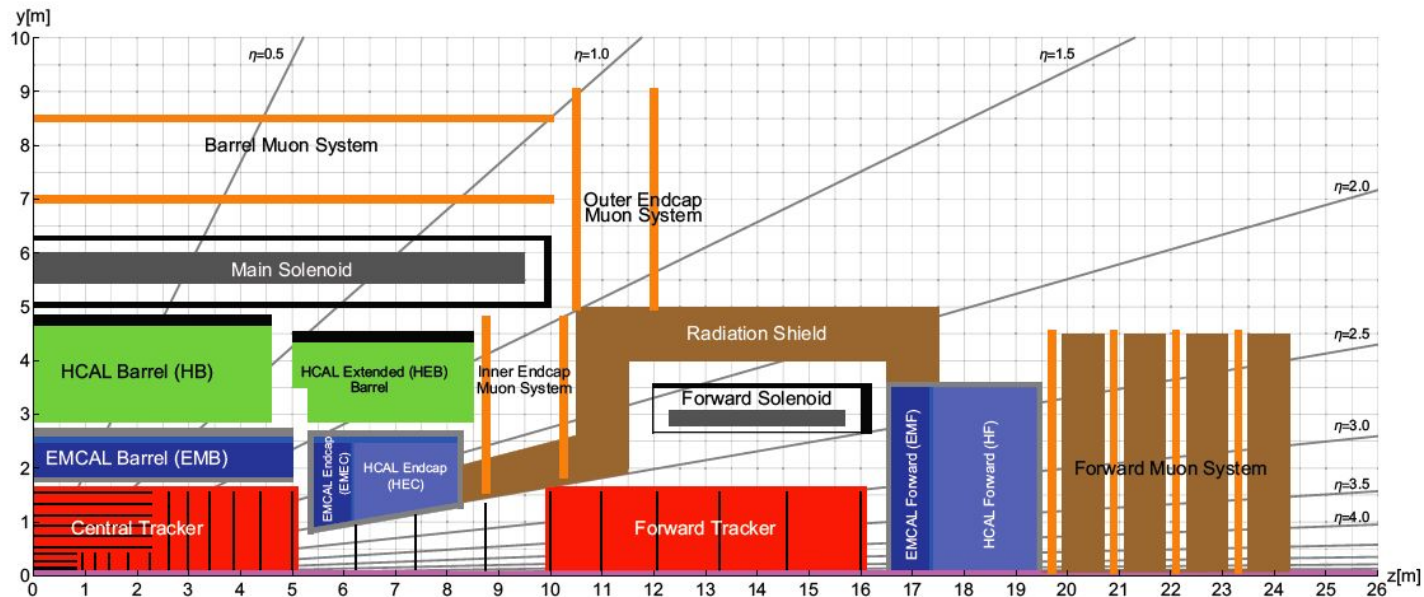 y[m]
10
9
8
7
6
5
4
3
2
1
0
η=0.5
η=1.0
η=1.5
η=2.0
η=2.5
η=3.0
η=3.5
η=4.0
Barrel Muon System
Outer Endcap
Muon System
Main Solenoid
Radiation Shield
HCAL Barrel (HB)
HCAL Extended (HEB)
Barrel
Inner Endcap
Muon System
Forward Solenoid
EMCAL Barrel (EMB)
EMCAL Endcap
(EMEC)
HCAL Endcap
(HEC)
EMCAL Forward (EMF)
HCAL Forward (HF)
Forward Muon System
Central Tracker
Forward Tracker
0 1 2 3 4 5 6 7 8 9 10 11 12 13 14 15 16 17 18 19 20 21 22 23 24 25 26
z[m]